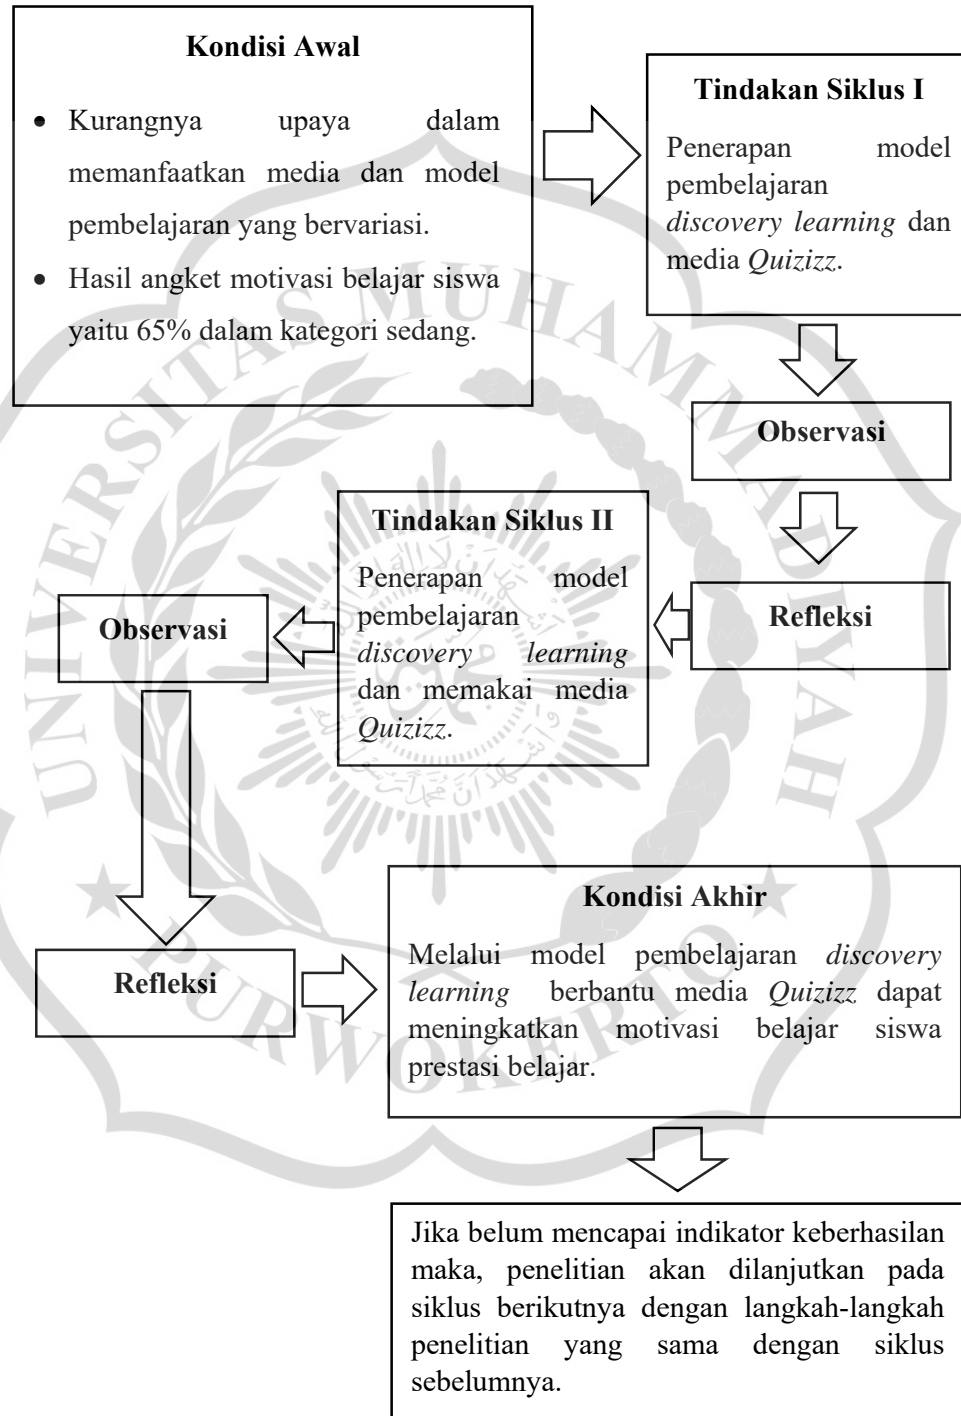 Kondisi Awal
• Kurangnya upaya dalam
memanfaatkan media dan model
pembelajaran yang bervariasi.
• Hasil angket motivasi belajar siswa
yaitu 65% dalam kategori sedang.
Tindakan Siklus I
Penerapan model
pembelajaran
discovery learning dan
media Quizizz.
Observasi
Refleksi
Tindakan Siklus II
Penerapan model
pembelajaran
discovery learning
dan memakai media
Quizizz.
Observasi
Refleksi
Kondisi Akhir
Melalui model pembelajaran discovery
learning berbantu media Quizizz dapat
meningkatkan motivasi belajar siswa
prestasi belajar.
Jika belum mencapai indikator keberhasilan
maka, penelitian akan dilanjutkan pada
siklus berikutnya dengan langkah-langkah
penelitian yang sama dengan siklus
sebelumnya.
UNIVERSITAS MUHAMMADIYAH
PURWOKERTO